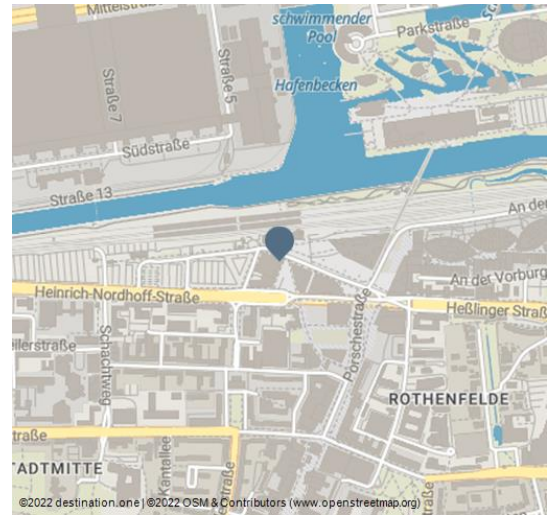 Mittelstraße
schwimmender
Pool
Parkstraße
Straße 5
Straße 7
Hafenbecken
Südstraße
Straße 13
An der
An der Vorburg
Heinrich-Nordhoff-Straße
Heßlinger Straß
Porschestraße
eilerstraße
Schachtweg
ROTHENFELDE
traße
TADTMITTE
Kantallee
©2022 destination.one | ©2022 OSM & Contributors (www.openstreetmap.org)